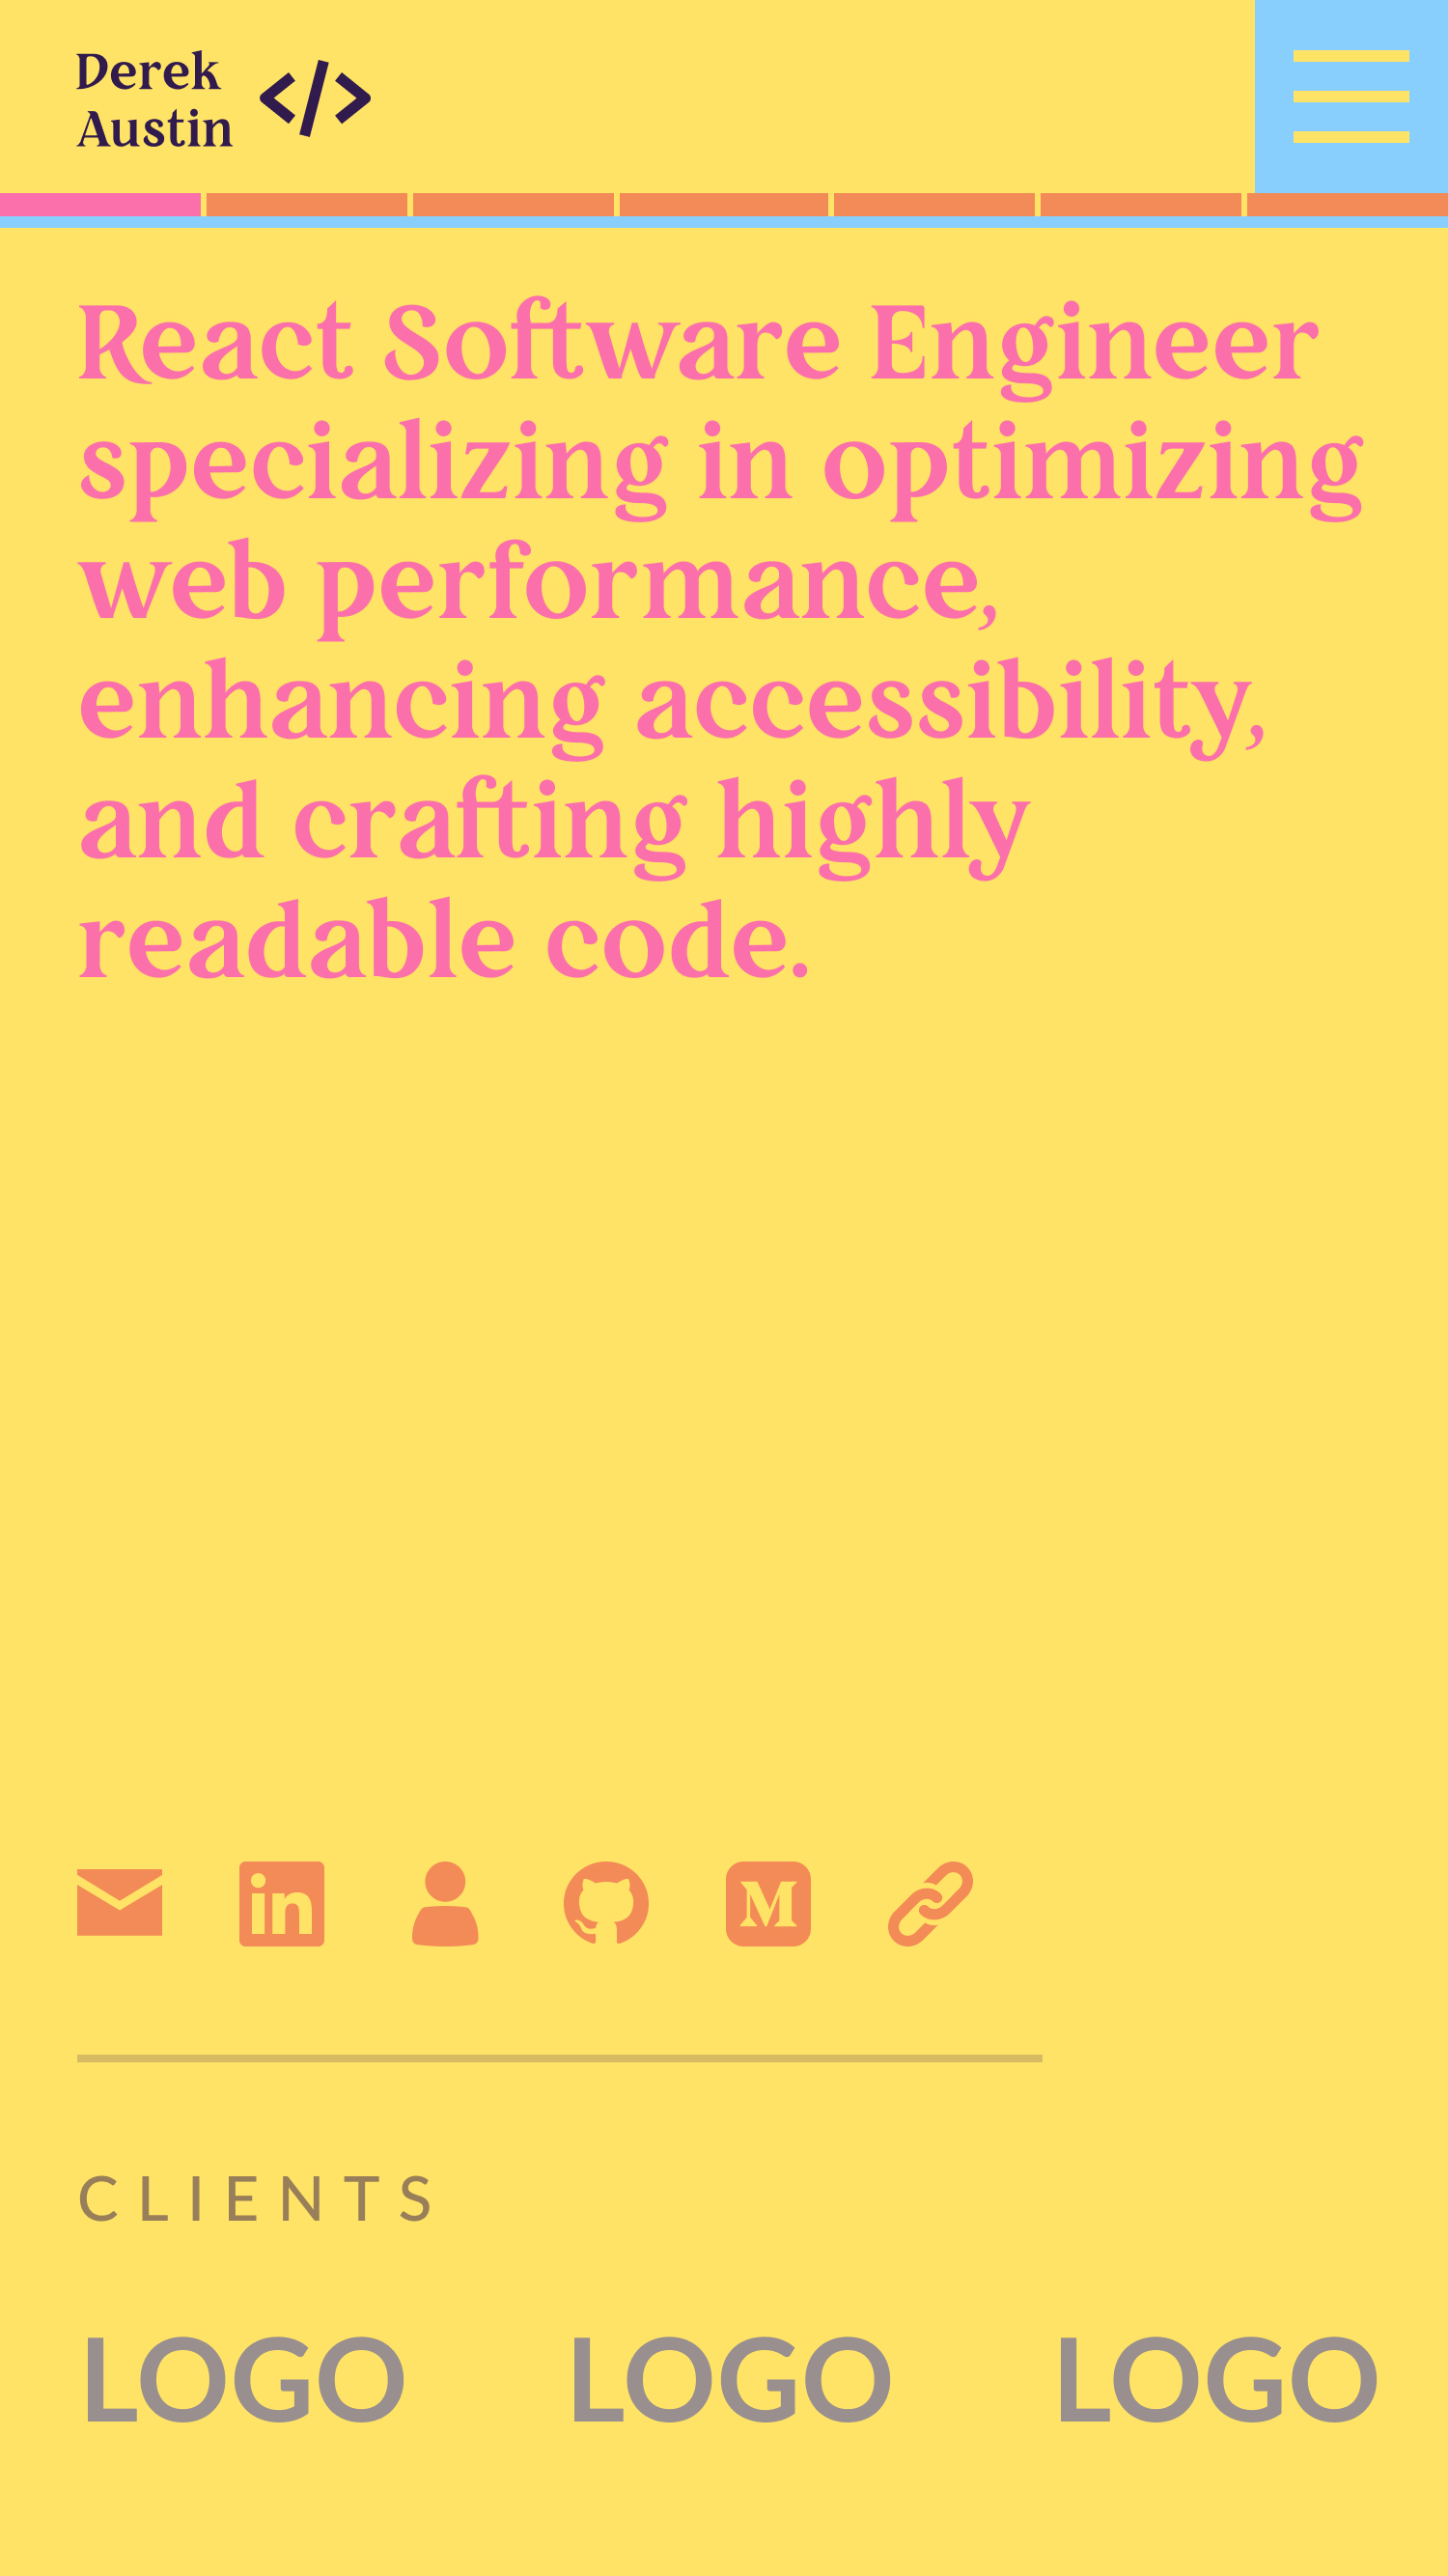 Derek
Austin
React Software Engineer
specializing in optimizing
web performance,
enhancing accessibility,
and crafting highly
readable code.
in
M
CLIENTS
LOGO LOGO LOGO